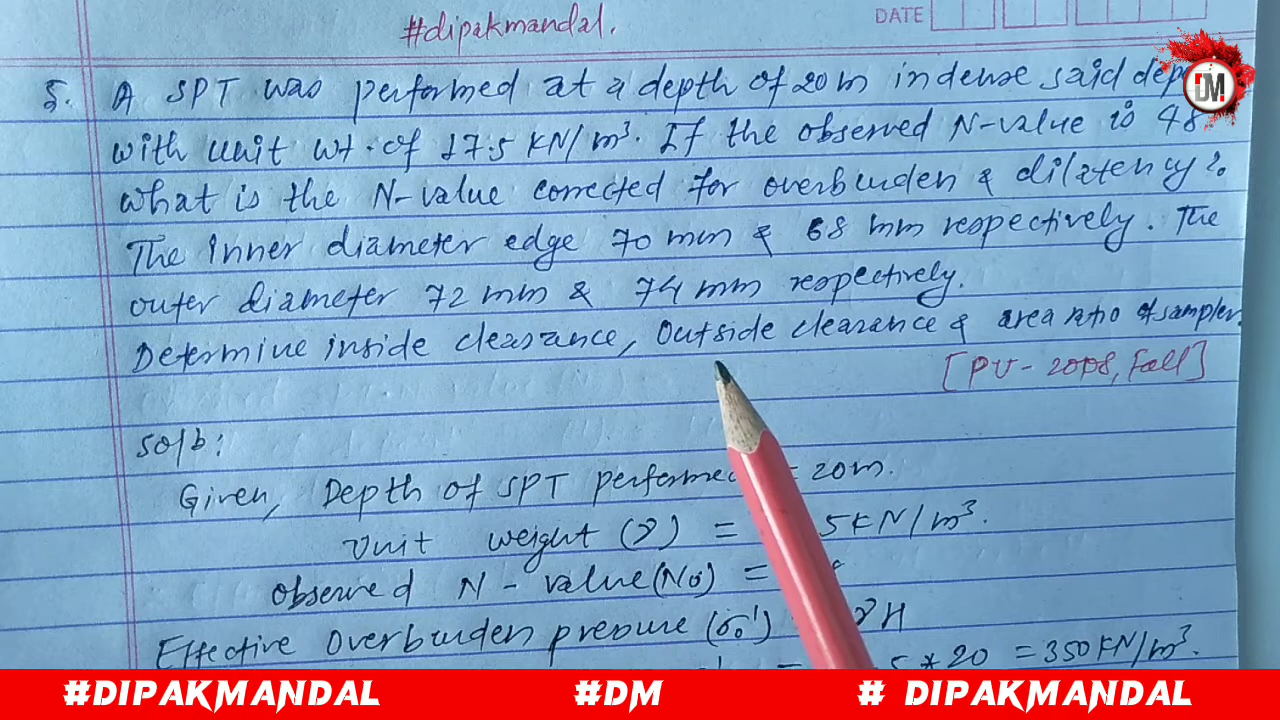 #dipakmandal.
DATE
DM
5. A SPT was performed at a depth of 20m in dense said dep
with unit wt. of 17.5 KN/m³. If the observed N-value is 48
what is the N-value corrected for overburden & dilatency?
The inner diameter edge 70 mm & 68 mm respectively. The
outer diameter 72 mm & 74 mm respectively.
Determine inside clearance, Outside clearance & area ratio of sampler.
[PU - 2008, Fall]
Given, Depth of SPT performed = 20m.
Unit weight (γ) = 5 KN/m³.
observed N - value (No) =
Effective Overburden pressure (σo') γH
5 * 20 = 350 KN/m³.
#DIPAKMANDAL #DM # DIPAKMANDAL